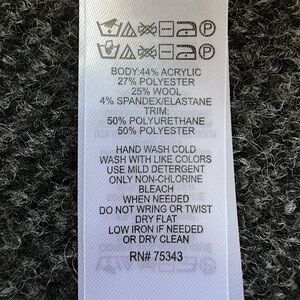 BODY:44% ACRYLIC
27% POLYESTER
25% WOOL
4% SPANDEX/ELASTANE
TRIM:
50% POLYURETHANE
50% POLYESTER
HAND WASH COLD
WASH WITH LIKE COLORS
USE MILD DETERGENT
ONLY NON-CHLORINE
BLEACH
WHEN NEEDED
DO NOT WRING OR TWIST
DRY FLAT
LOW IRON IF NEEDED
OR DRY CLEAN
RN# 75343